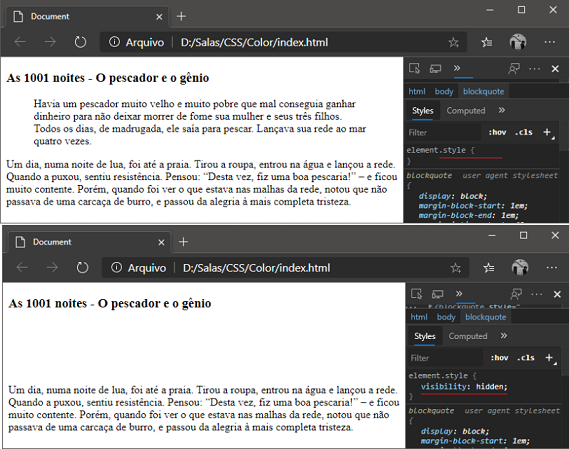 Document
Arquivo D:/Salas/CSS/Color/index.html
As 1001 noites - O pescador e o gênio
Havia um pescador muito velho e muito pobre que mal conseguia ganhar
dinheiro para não deixar morrer de fome sua mulher e seus três filhos.
Todos os dias, de madrugada, ele saía para pescar. Lançava sua rede ao mar
quatro vezes.
Um dia, numa noite de lua, foi até a praia. Tirou a roupa, entrou na água e lançou a rede.
Quando a puxou, sentiu resistência. Pensou: “Desta vez, fiz uma boa pescaria!” – e ficou
muito contente. Porém, quando foi ver o que estava nas malhas da rede, notou que não
passava de uma carcaça de burro, e passou da alegria à mais completa tristeza.
html body blockquote
Styles Computed
Filter :hov .cls +
element.style {
}
blockquote user agent stylesheet
{
display: block;
margin-block-start: 1em;
margin-block-end: 1em;
Document
Arquivo D:/Salas/CSS/Color/index.html
As 1001 noites - O pescador e o gênio
Um dia, numa noite de lua, foi até a praia. Tirou a roupa, entrou na água e lançou a rede.
Quando a puxou, sentiu resistência. Pensou: “Desta vez, fiz uma boa pescaria!” – e ficou
muito contente. Porém, quando foi ver o que estava nas malhas da rede, notou que não
passava de uma carcaça de burro, e passou da alegria à mais completa tristeza.
html body blockquote
Styles Computed
Filter :hov .cls +
element.style {
visibility: hidden;
}
blockquote user agent stylesheet
{
display: block;
margin-block-start: 1em;